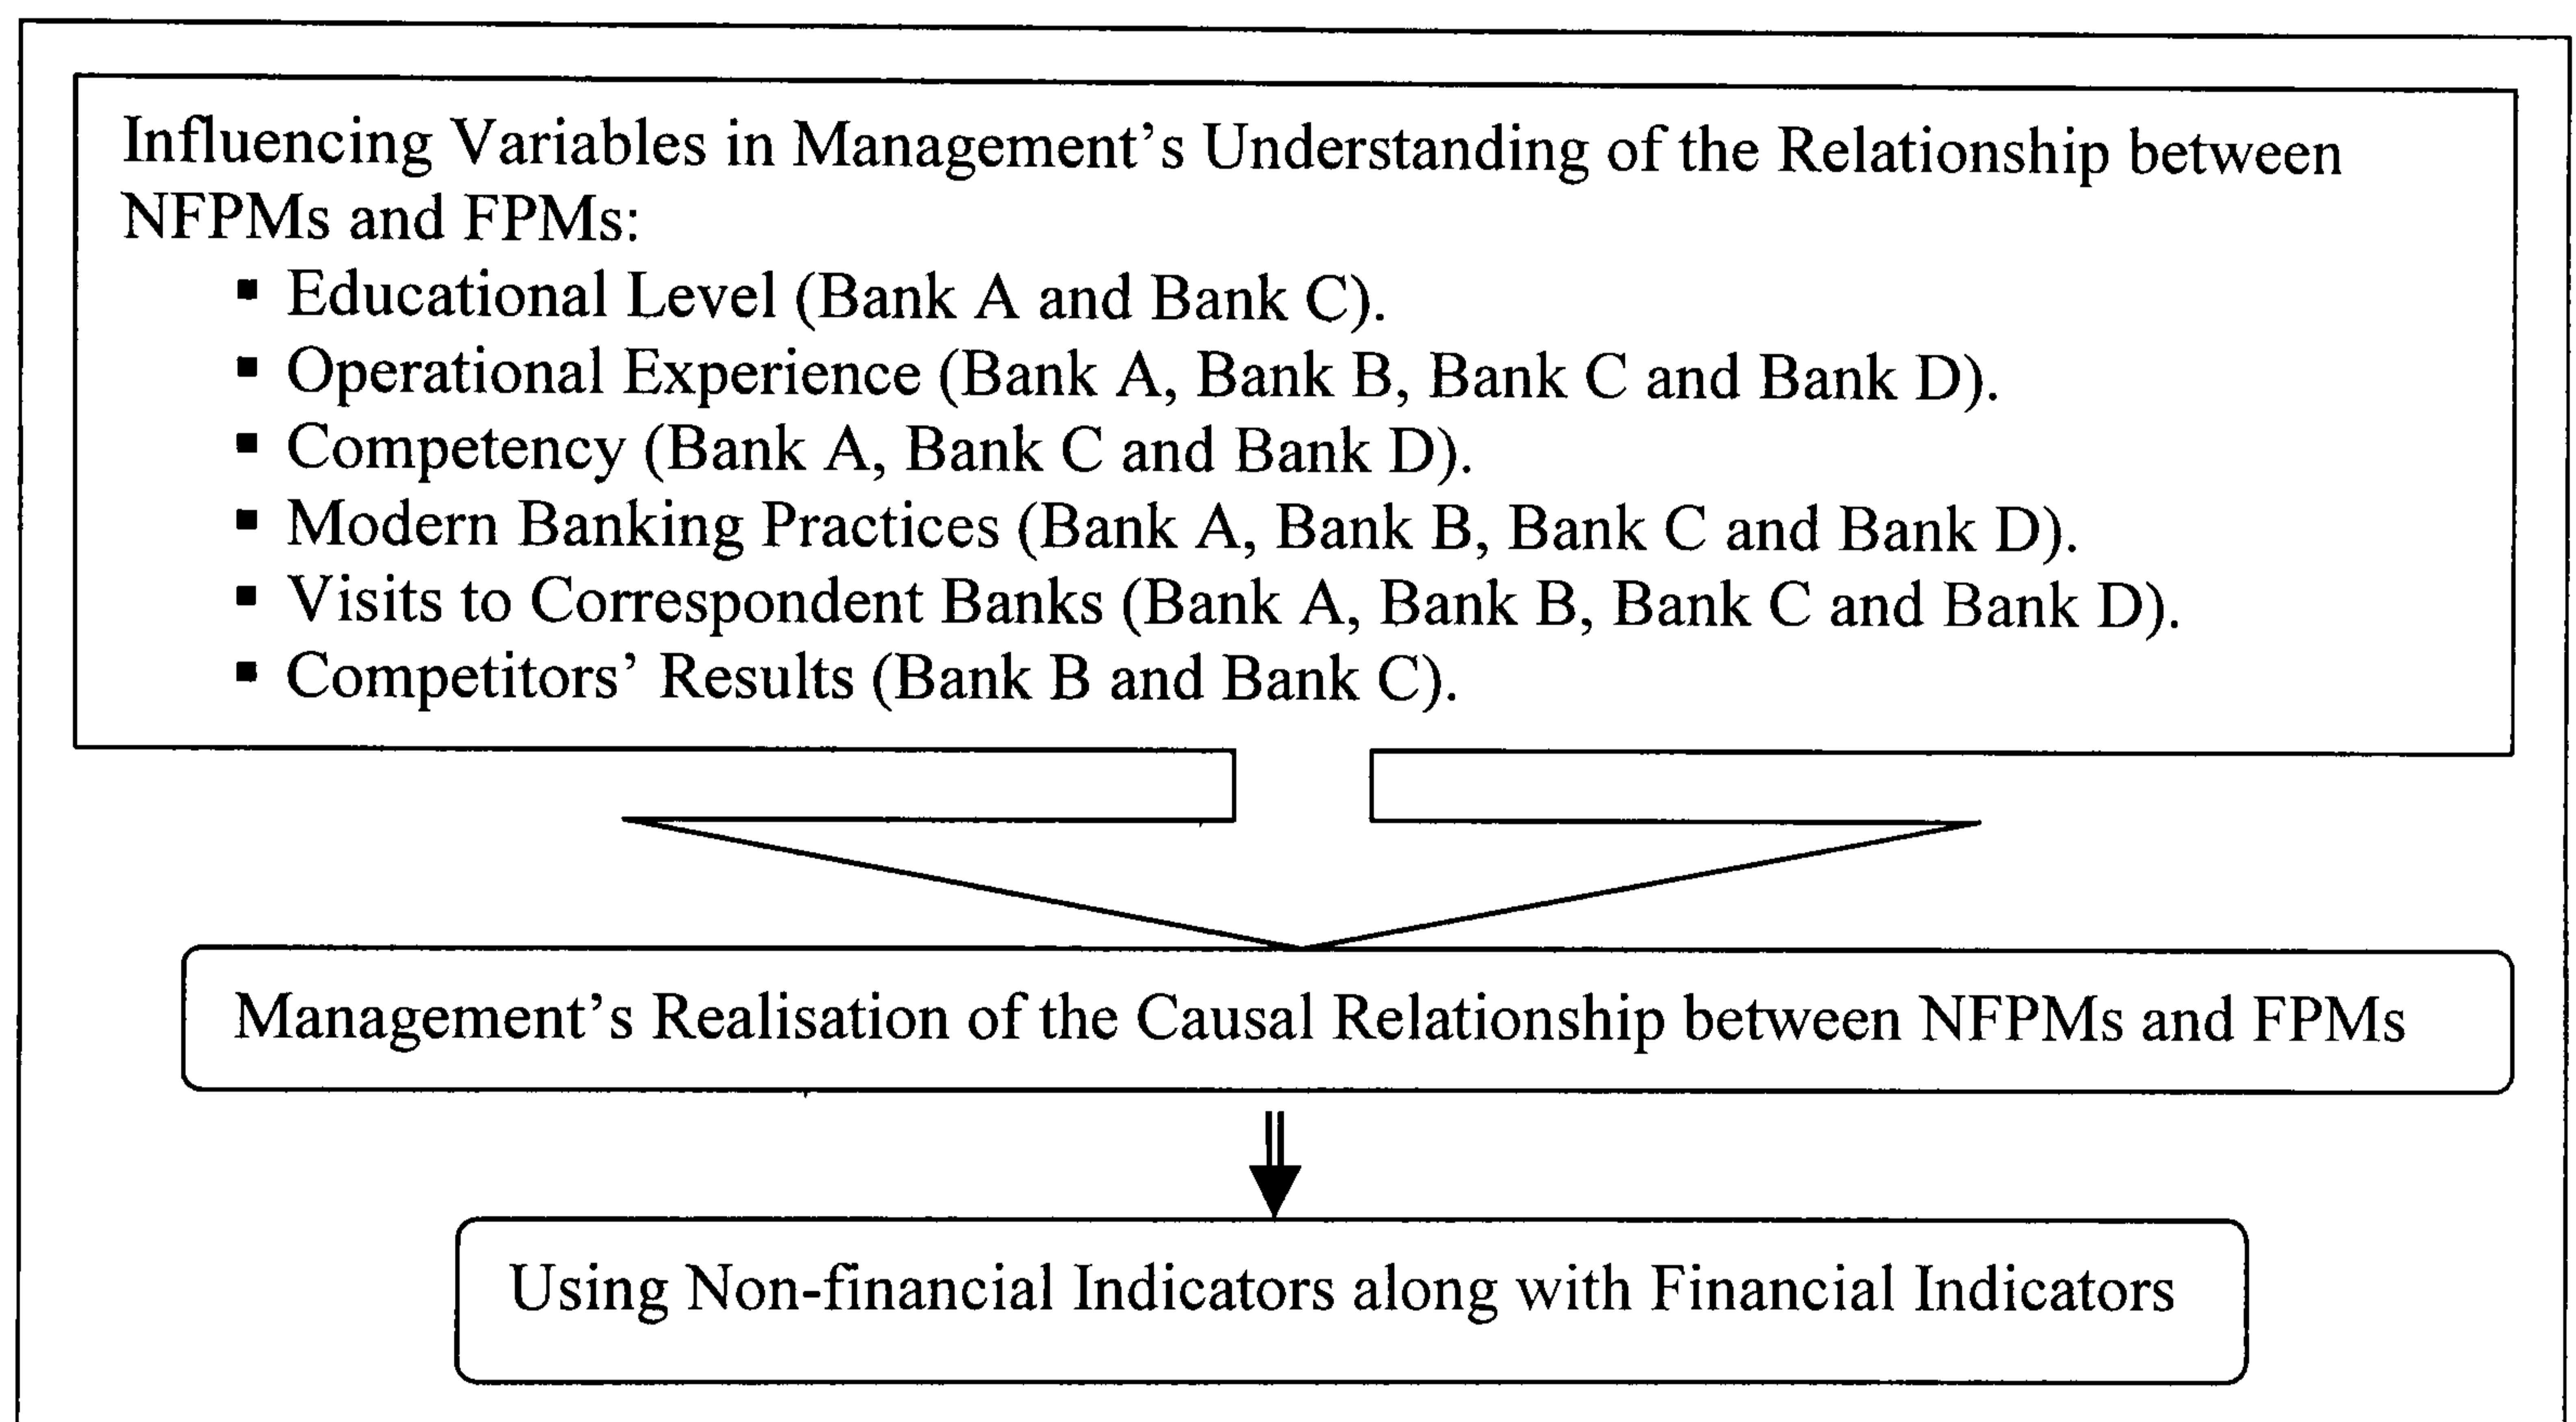 Influencing Variables in Management’s Understanding of the Relationship between
NFPMs and FPMs:
▪ Educational Level (Bank A and Bank C).
▪ Operational Experience (Bank A, Bank B, Bank C and Bank D).
▪ Competency (Bank A, Bank C and Bank D).
▪ Modern Banking Practices (Bank A, Bank B, Bank C and Bank D).
▪ Visits to Correspondent Banks (Bank A, Bank B, Bank C and Bank D).
▪ Competitors’ Results (Bank B and Bank C).
Management’s Realisation of the Causal Relationship between NFPMs and FPMs
Using Non-financial Indicators along with Financial Indicators